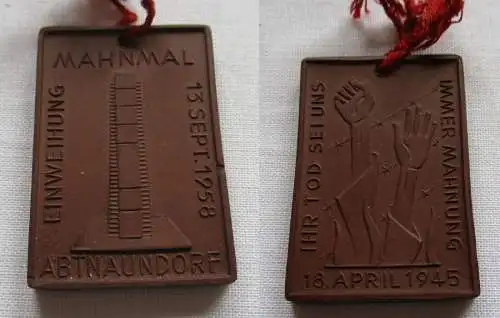 MAHNMAL
EINWEIHUNG
13 SEPT. 1958
ABTNAUNDORF
IHR TOD SEI UNS
IMMER MAHNUNG
18. APRIL 1945